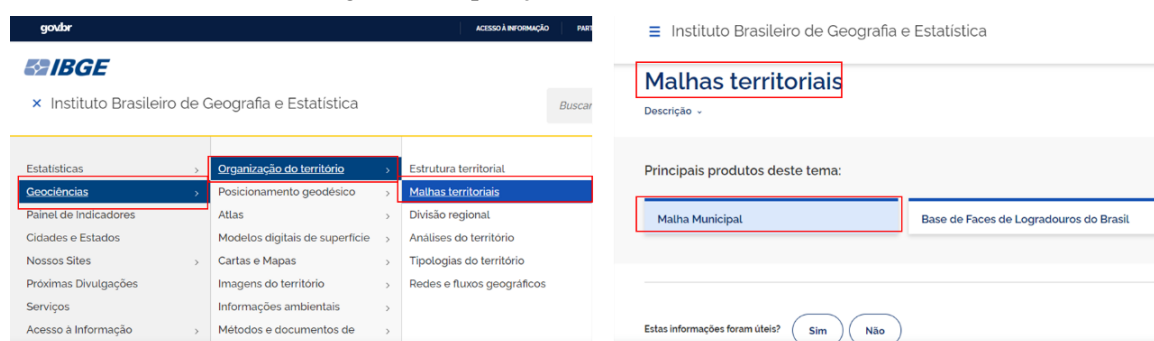 govbr
ACESSO À INFORMAÇÃO
IBGE
Instituto Brasileiro de Geografia e Estatística
Buscar
Estatísticas
Geociências
Painel de Indicadores
Cidades e Estados
Nossos Sites
Próximas Divulgações
Serviços
Acesso à Informação
Organização do território
Posicionamento geodésico
Atlas
Modelos digitais de superfície
Cartas e Mapas
Imagens do território
Informações ambientais
Métodos e documentos de
Estrutura territorial
Malhas territoriais
Divisão regional
Análises do território
Tipologias do território
Redes e fluxos geográficos
Instituto Brasileiro de Geografia e Estatística
Malhas territoriais
Descrição
Principais produtos deste tema:
Malha Municipal
Base de Faces de Logradouros do Brasil
Estas informações foram úteis?
Sim
Não